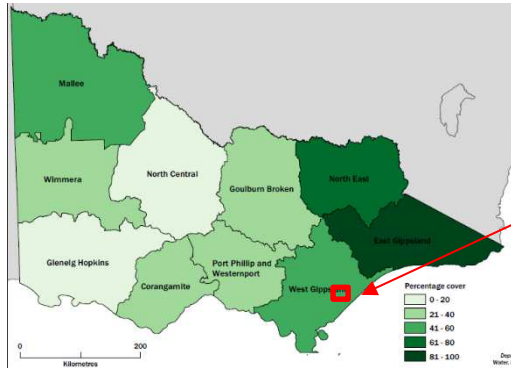 Mallee
Wimmera
North Central
Goulburn Broken
North East
East Gippsland
Glenelg Hopkins
Corangamite
Port Phillip and
Westernport
West
Percentage cover
0 - 20
21 - 40
41 - 60
61 - 80
81 - 100
0
200
Kilometres